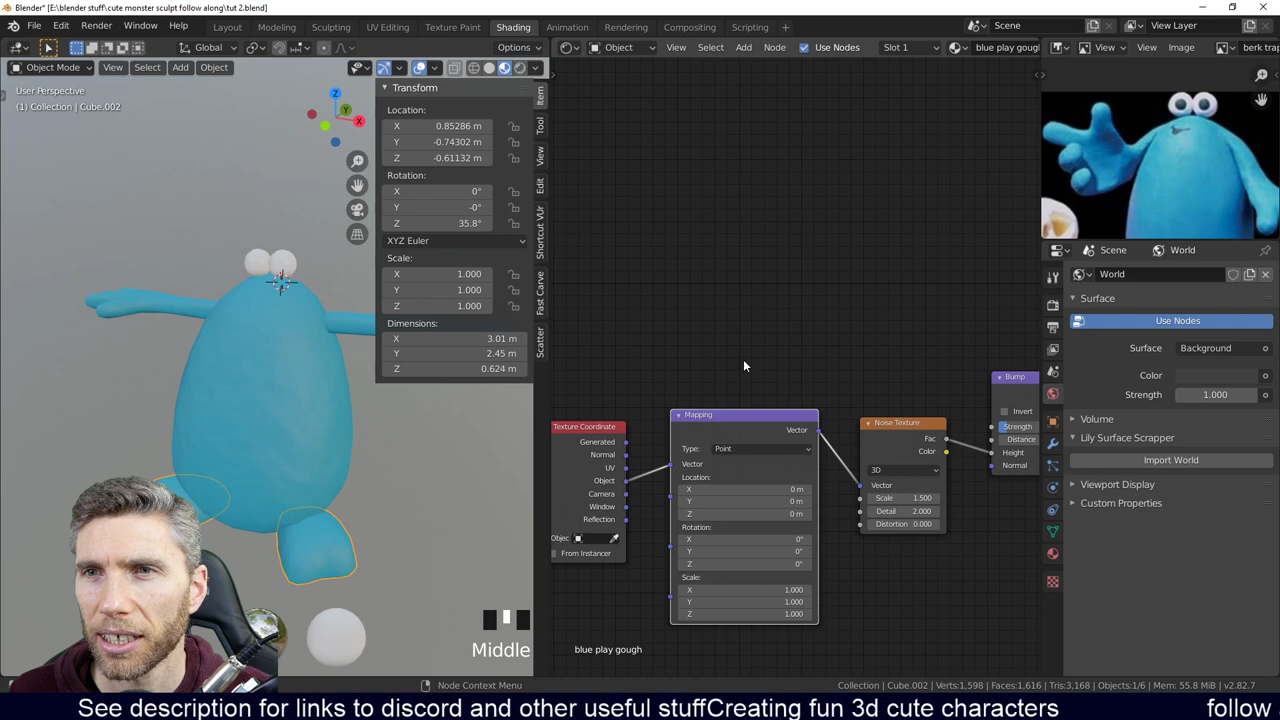 Blender* [E:\blender stuff\cute monster sculpt follow along\tut 2.blend]
File Edit Render Window Help Layout Modeling Sculpting UV Editing Texture Paint Shading Animation Rendering Compositing Scripting + Scene View Layer
Global Options Object View Select Add Node Use Nodes Slot 1 blue play gough View View Image berk trap
Object Mode View Select Add Object
User Perspective
(1) Collection | Cube.002
Z
Y
X
Transform
Location:
X 0.85286 m
Y -0.74302 m
Z -0.61132 m
Rotation:
X 0°
Y -0°
Z 35.8°
XYZ Euler
Scale:
X 1.000
Y 1.000
Z 1.000
Dimensions:
X 3.01 m
Y 2.45 m
Z 0.624 m
Item
Tool
View
Edit
Shortcut VUr
Fast Carve
Scatter
Texture Coordinate
Generated
Normal
UV
Object
Camera
Window
Reflection
Objec
From Instancer
Mapping
Vector
Type: Point
Vector
Location:
X 0 m
Y 0 m
Z 0 m
Rotation:
X 0°
Y 0°
Z 0°
Scale:
X 1.000
Y 1.000
Z 1.000
Noise Texture
Fac
Color
3D
Vector
Scale 1.500
Detail 2.000
Distortion 0.000
Bump
Invert
Strength
Distance
Height
Normal
blue play gough
Scene World
World
Surface
Use Nodes
Surface Background
Color
Strength 1.000
Volume
Lily Surface Scrapper
Import World
Viewport Display
Custom Properties
Middle
Node Context Menu
Collection | Cube.002 | Verts:1,598 | Faces:1,616 | Tris:3,168 | Objects:1/6 | Mem: 55.8 MiB | v2.82.7
See description for links to discord and other useful stuffCreating fun 3d cute characters follow